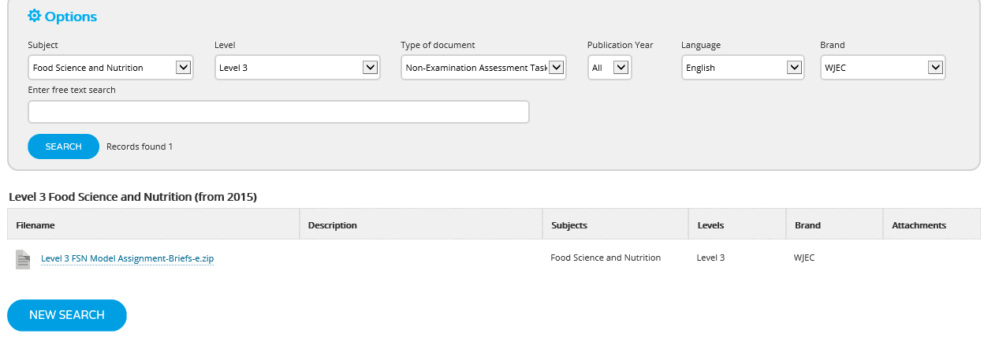 Options
Subject Level Type of document Publication Year Language Brand
Food Science and Nutrition Level 3 Non-Examination Assessment Task All English WJEC
Enter free text search
SEARCH Records found 1
Level 3 Food Science and Nutrition (from 2015)
Filename Description Subjects Levels Brand Attachments
Level 3 FSN Model Assignment-Briefs-e.zip Food Science and Nutrition Level 3 WJEC
NEW SEARCH